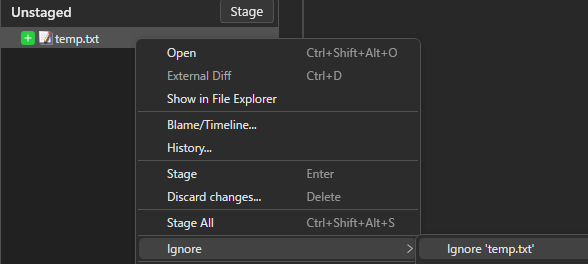 Unstaged
Stage
temp.txt
Open Ctrl+Shift+Alt+O
External Diff Ctrl+D
Show in File Explorer
Blame/Timeline...
History...
Stage Enter
Discard changes... Delete
Stage All Ctrl+Shift+Alt+S
Ignore
Ignore 'temp.txt'